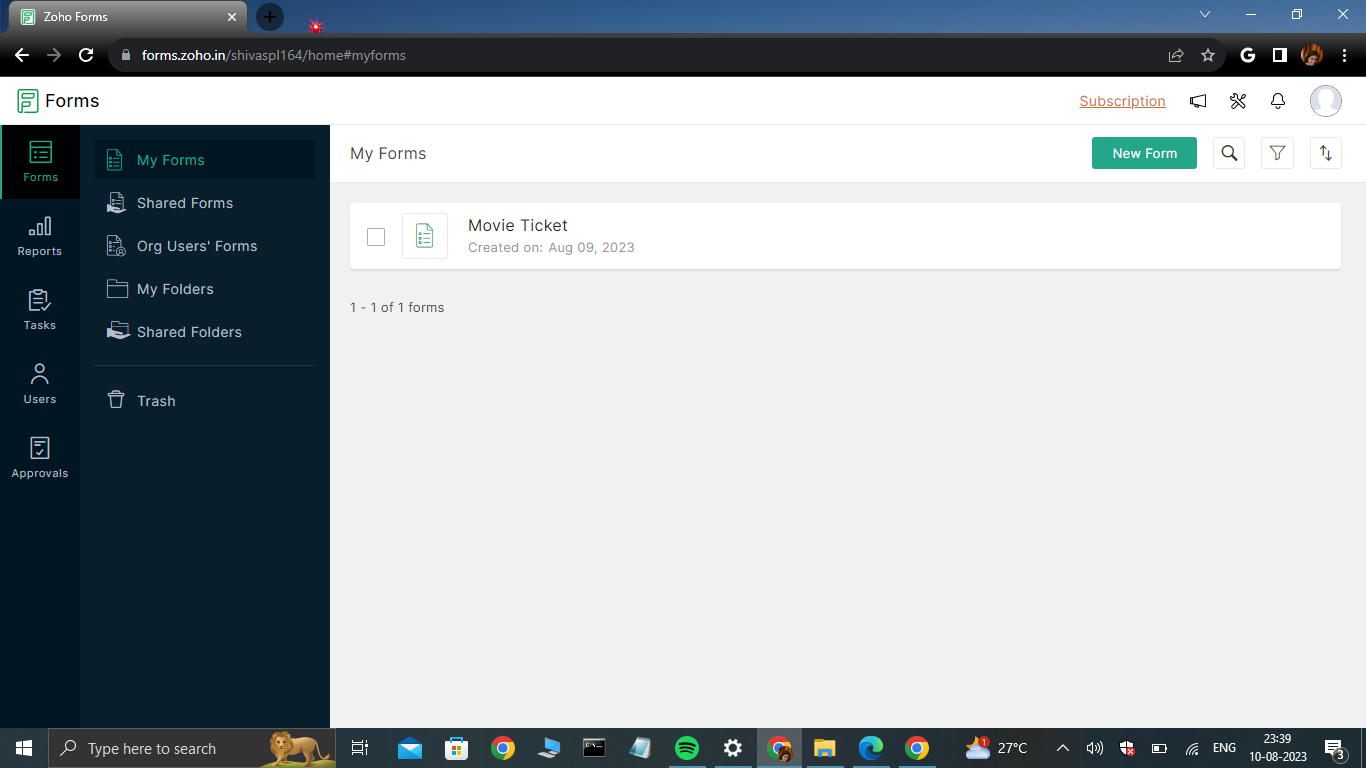 Zoho Forms
forms.zoho.in/shivaspl164/home#myforms
Forms
Subscription
Forms
Reports
Tasks
Users
Approvals
My Forms
Shared Forms
Org Users' Forms
My Folders
Shared Folders
Trash
My Forms
New Form
Movie Ticket
Created on: Aug 09, 2023
1 - 1 of 1 forms
Type here to search
1
27°C
ENG
23:39
10-08-2023
3